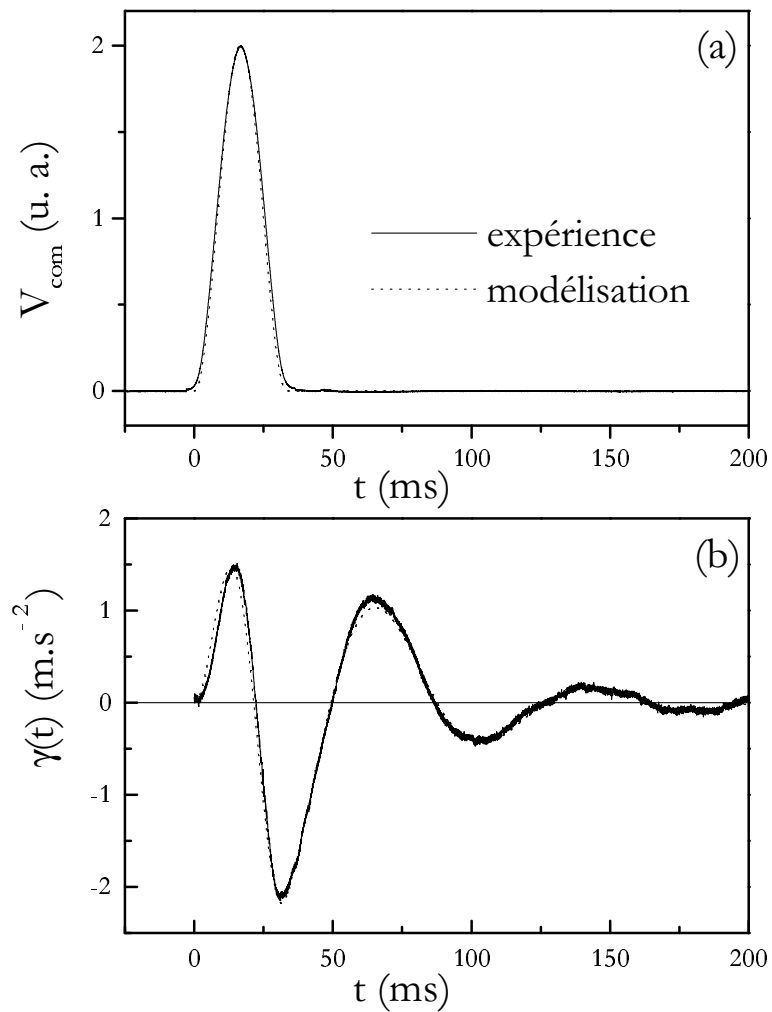 (a)
2
1
0
V_com (u. a.)
expérience
modélisation
0 50 100 150 200
t (ms)
(b)
2
1
0
-1
-2
γ(t) (m.s⁻²)
0 50 100 150 200
t (ms)